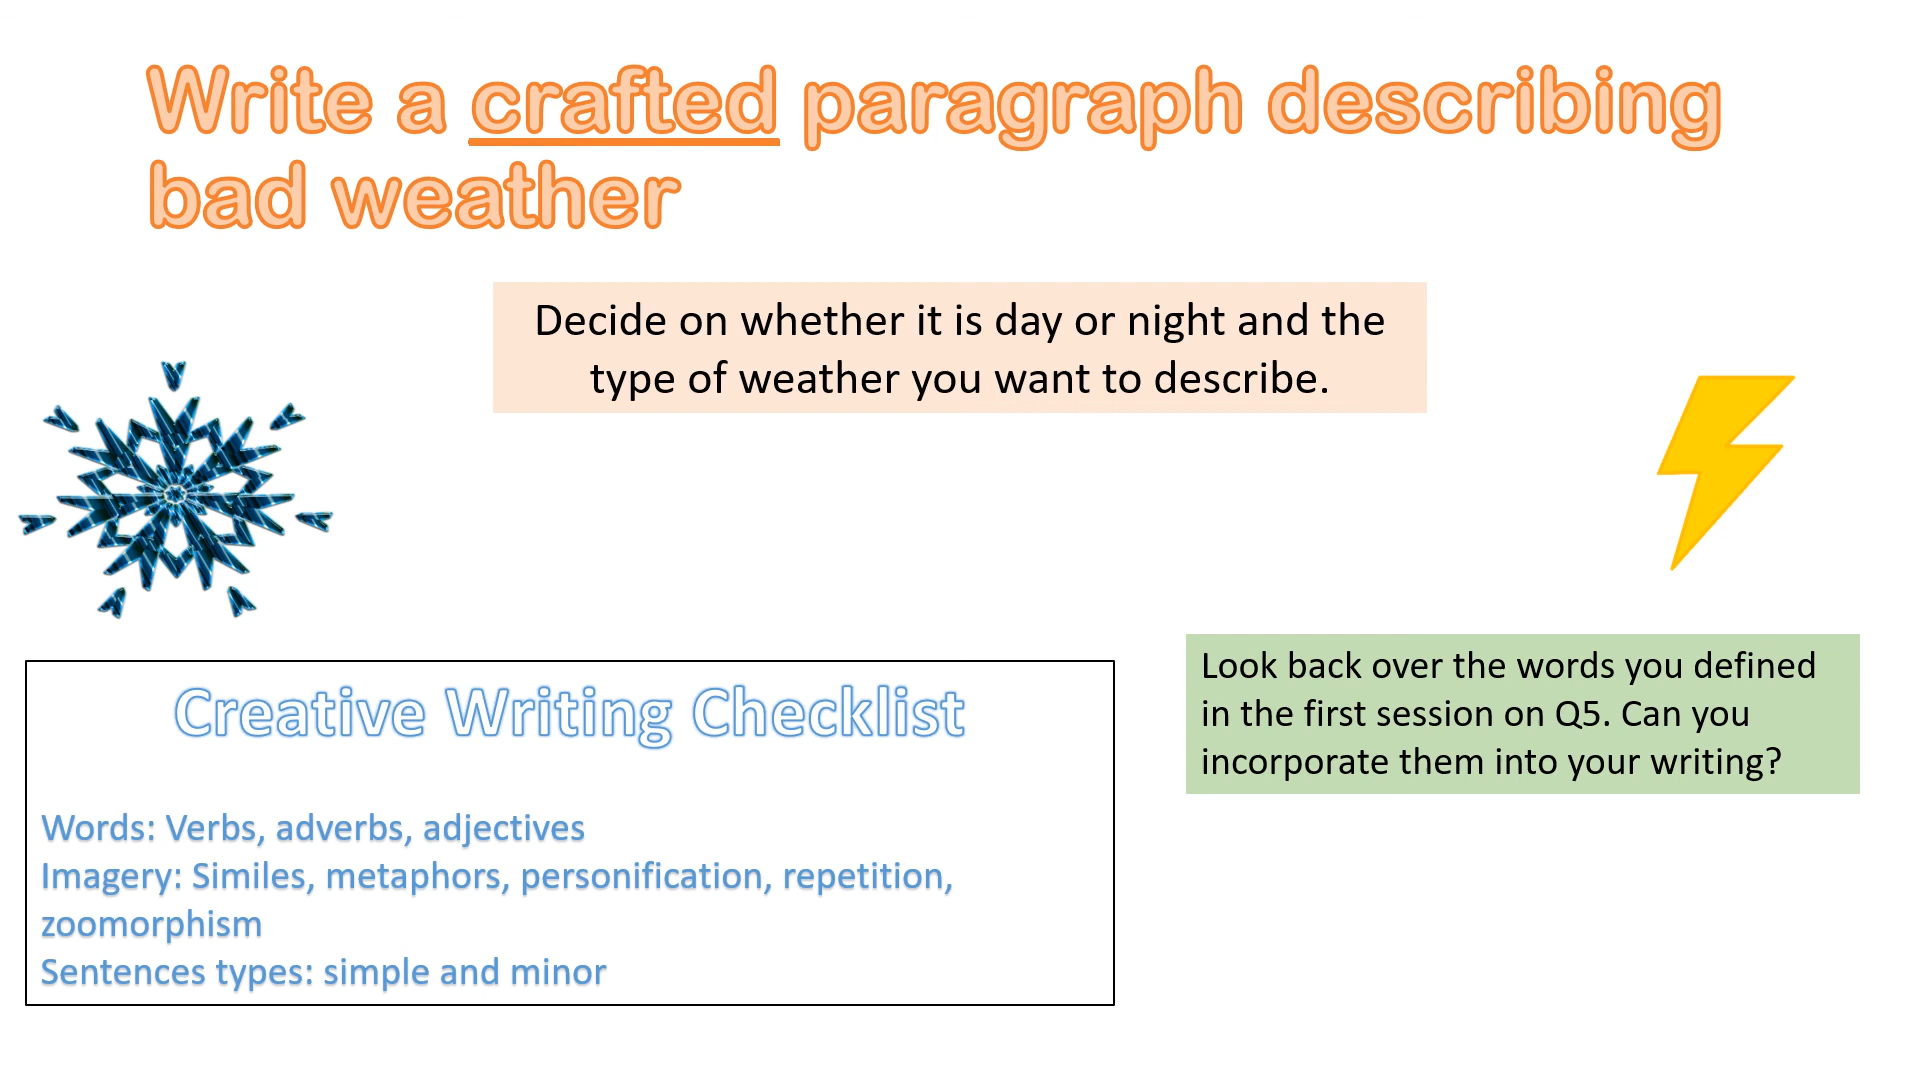 Write a crafted paragraph describing
bad weather
Decide on whether it is day or night and the
type of weather you want to describe.
Creative Writing Checklist
Words: Verbs, adverbs, adjectives
Imagery: Similes, metaphors, personification, repetition,
zoomorphism
Sentences types: simple and minor
Look back over the words you defined
in the first session on Q5. Can you
incorporate them into your writing?